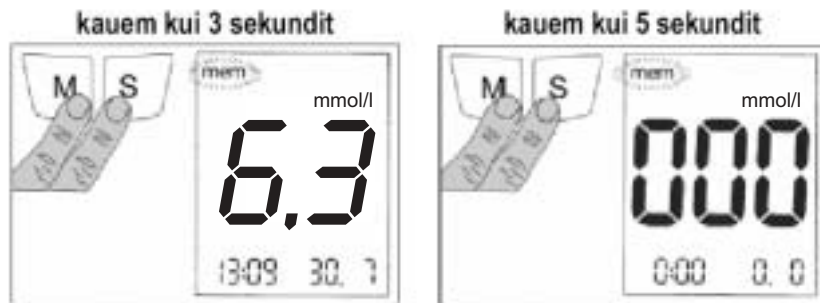 kauem kui 3 sekundit
M S
mem
mmol/l
6.3
13:09 30. 7
kauem kui 5 sekundit
M S
mem
mmol/l
000
0:00 0. 0